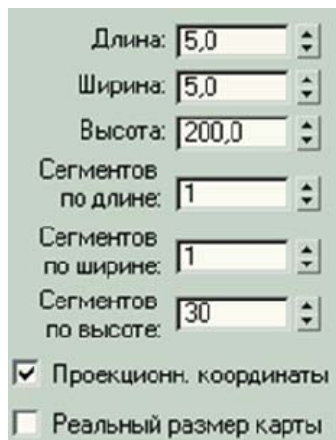 Длина: 5,0
Ширина: 5,0
Высота: 200,0
Сегментов
по длине: 1
Сегментов
по ширине: 1
Сегментов
по высоте: 30
Проекционн. координаты
Реальный размер карты